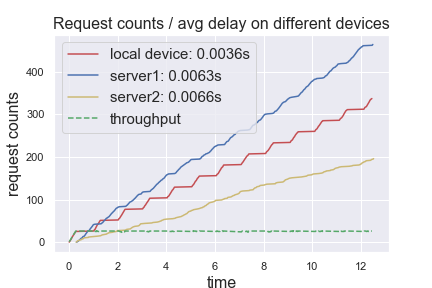 Request counts / avg delay on different devices
local device: 0.0036s
server1: 0.0063s
server2: 0.0066s
throughput
request counts
400
300
200
100
0
0 2 4 6 8 10 12
time